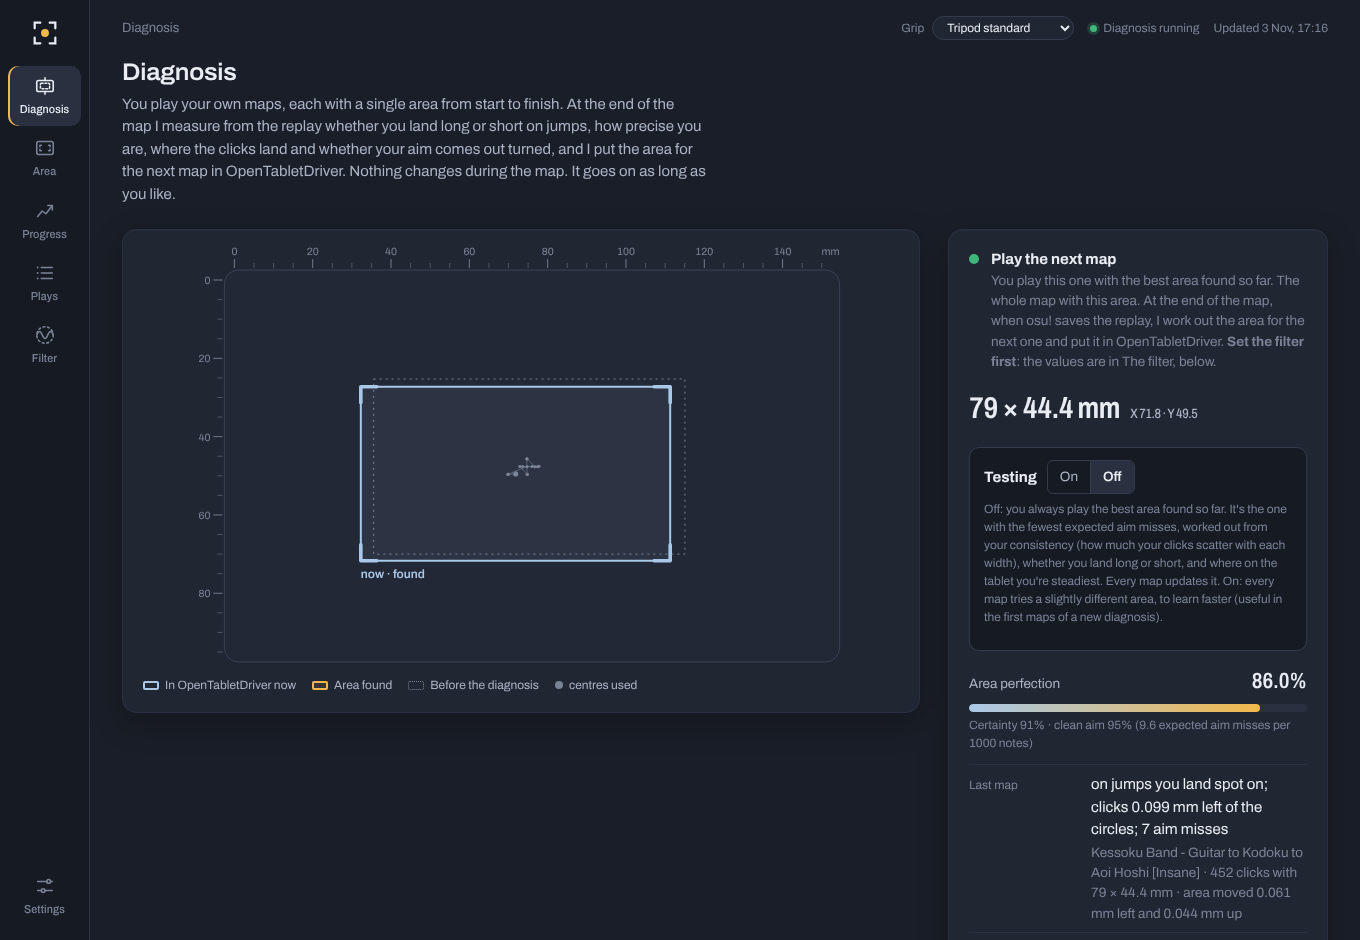 Diagnosis
Grip
Tripod standard
Diagnosis running
Updated 3 Nov, 17:16
Diagnosis
Area
Progress
Plays
Filter
Settings
Diagnosis
You play your own maps, each with a single area from start to finish. At the end of the
map I measure from the replay whether you land long or short on jumps, how precise you
are, where the clicks land and whether your aim comes out turned, and I put the area for
the next map in OpenTabletDriver. Nothing changes during the map. It goes on as long as
you like.
0 20 40 60 80 100 120 140 mm
0
20
40
60
80
now · found
In OpenTabletDriver now
Area found
Before the diagnosis
centres used
Play the next map
You play this one with the best area found so far. The
whole map with this area. At the end of the map,
when osu! saves the replay, I work out the area for the
next one and put it in OpenTabletDriver. Set the filter
first: the values are in The filter, below.
79 × 44.4 mm X 71.8 · Y 49.5
Testing On Off
Off: you always play the best area found so far. It's the one
with the fewest expected aim misses, worked out from
your consistency (how much your clicks scatter with each
width), whether you land long or short, and where on the
tablet you're steadiest. Every map updates it. On: every
map tries a slightly different area, to learn faster (useful in
the first maps of a new diagnosis).
Area perfection 86.0%
Certainty 91% · clean aim 95% (9.6 expected aim misses per
1000 notes)
Last map
on jumps you land spot on;
clicks 0.099 mm left of the
circles; 7 aim misses
Kessoku Band - Guitar to Kodoku to
Aoi Hoshi [Insane] · 452 clicks with
79 × 44.4 mm · area moved 0.061
mm left and 0.044 mm up